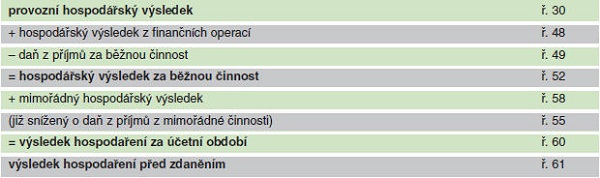 provozní hospodářský výsledek ř. 30
+ hospodářský výsledek z finančních operací ř. 48
– daň z příjmů za běžnou činnost ř. 49
= hospodářský výsledek za běžnou činnost ř. 52
+ mimořádný hospodářský výsledek ř. 58
(již snížený o daň z příjmů z mimořádné činnosti) ř. 55
= výsledek hospodaření za účetní období ř. 60
výsledek hospodaření před zdaněním ř. 61